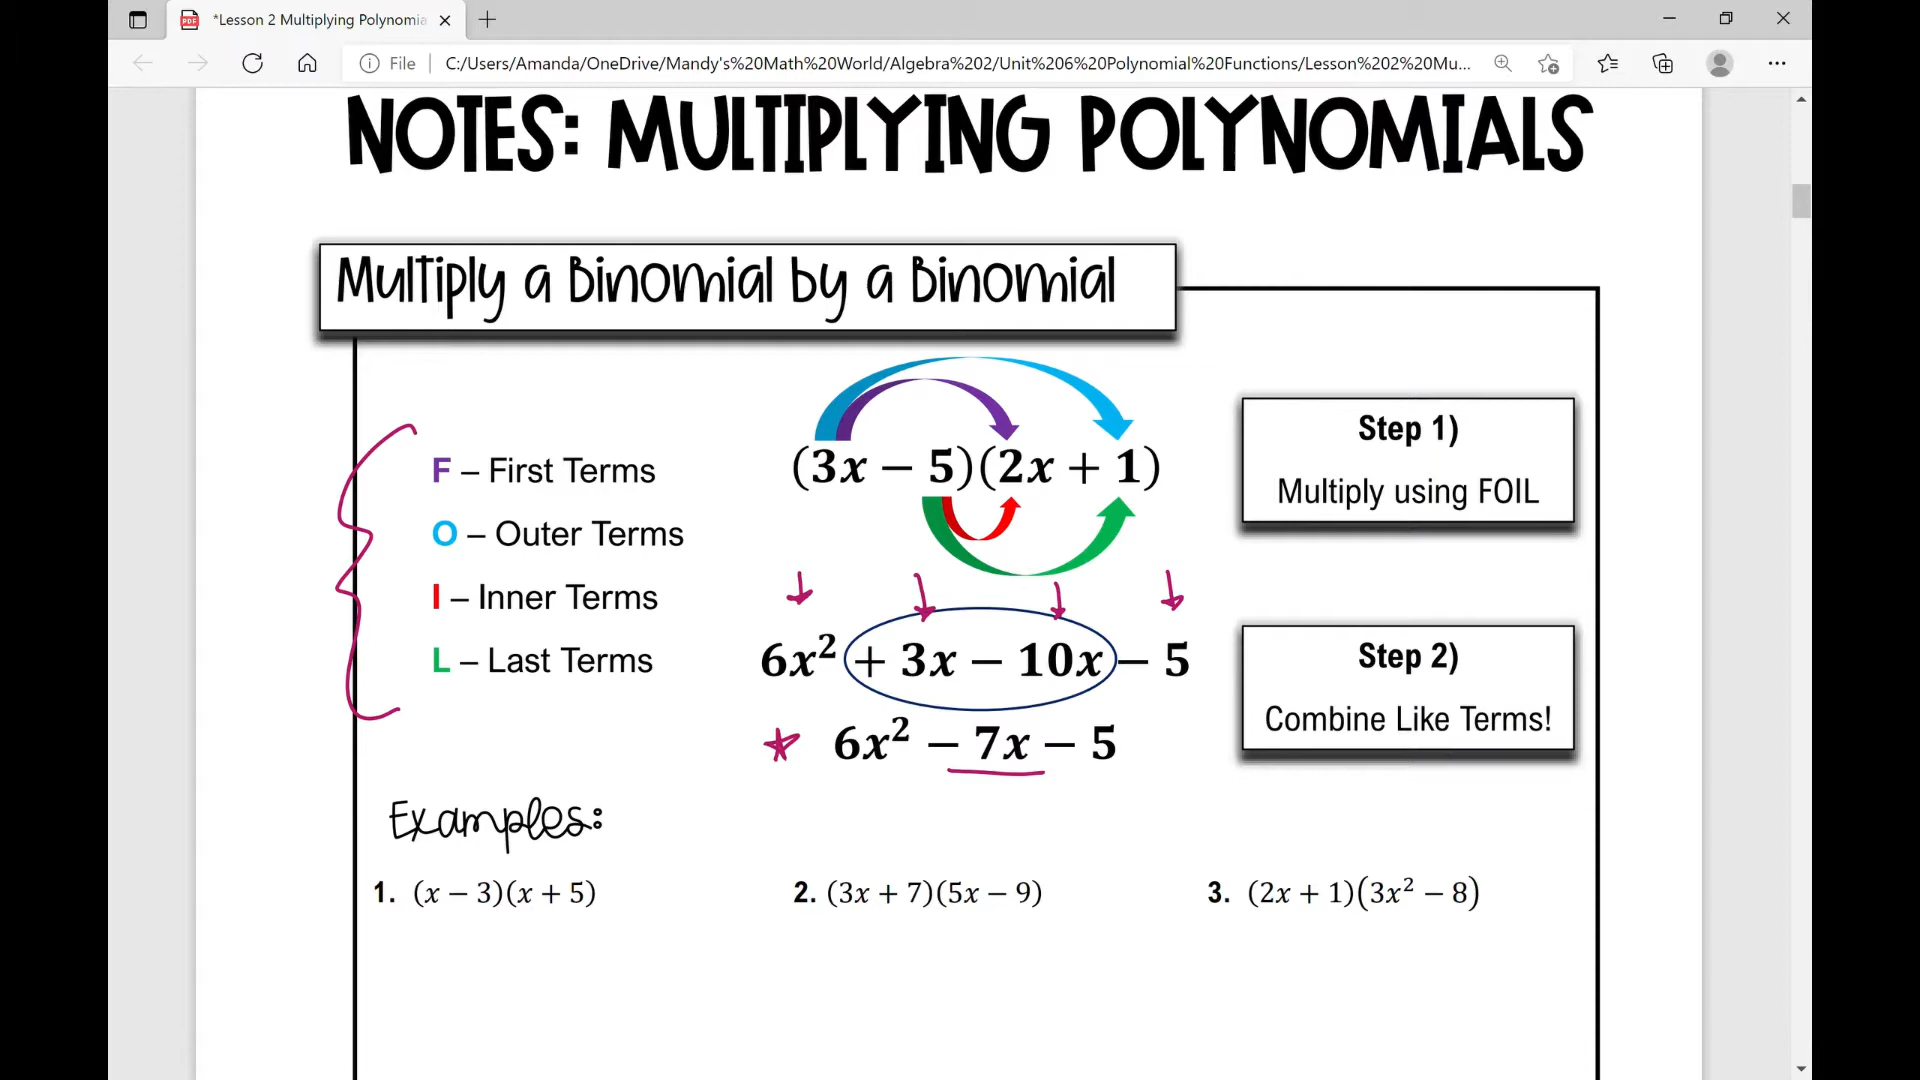 *Lesson 2 Multiplying Polynomia
File
C:/Users/Amanda/OneDrive/Mandy's%20Math%20World/Algebra%202/Unit%206%20Polynomial%20Functions/Lesson%202%20Mu...
NOTES: MULTIPLYING POLYNOMIALS
Multiply a Binomial by a Binomial
F – First Terms
O – Outer Terms
I – Inner Terms
L – Last Terms
(3x − 5)(2x + 1)
6x² + 3x − 10x − 5
6x² − 7x − 5
Step 1)
Multiply using FOIL
Step 2)
Combine Like Terms!
Examples:
1. (x − 3)(x + 5)
2. (3x + 7)(5x − 9)
3. (2x + 1)(3x² − 8)